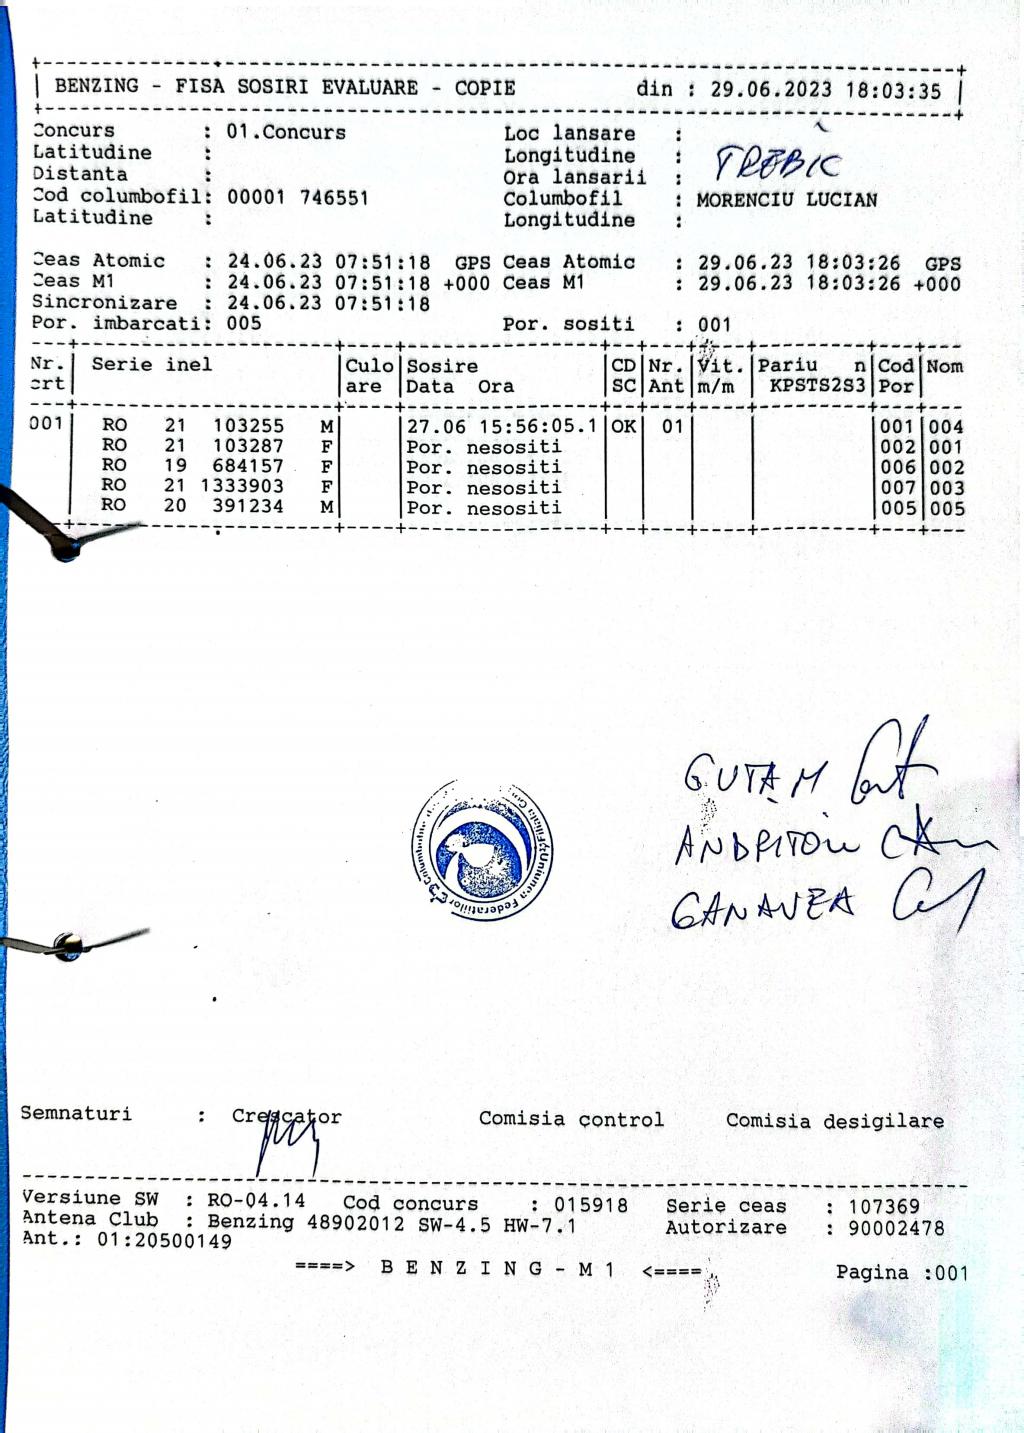 BENZING - FISA SOSIRI EVALUARE - COPIE din : 29.06.2023 18:03:35
Concurs : 01.Concurs Loc lansare :
Latitudine : Longitudine : TREBIC
Distanta : Ora lansarii :
Cod columbofil: 00001 746551 Columbofil : MORENCIU LUCIAN
Latitudine : Longitudine :
Ceas Atomic : 24.06.23 07:51:18 GPS Ceas Atomic : 29.06.23 18:03:26 GPS
Ceas M1 : 24.06.23 07:51:18 +000 Ceas M1 : 29.06.23 18:03:26 +000
Sincronizare : 24.06.23 07:51:18
Por. imbarcati: 005 Por. sositi : 001
Nr. Serie inel Culo Sosire CD Nr. Vit. Pariu n Cod Nom
crt are Data Ora SC Ant m/m KPSTS2S3 Por
001 RO 21 103255 M 27.06 15:56:05.1 OK 01 001 004
RO 21 103287 F Por. nesositi 002 001
RO 19 684157 F Por. nesositi 006 002
RO 21 1333903 F Por. nesositi 007 003
RO 20 391234 M Por. nesositi 005 005
GUTA M
Uniunea Federatiilor Columbofile
GANAVEA
Semnaturi : Crescator Comisia control Comisia desigilare
Versiune SW : RO-04.14 Cod concurs : 015918 Serie ceas : 107369
Antena Club : Benzing 48902012 SW-4.5 HW-7.1 Autorizare : 90002478
Ant.: 01:20500149
====> B E N Z I N G - M 1 <==== Pagina :001